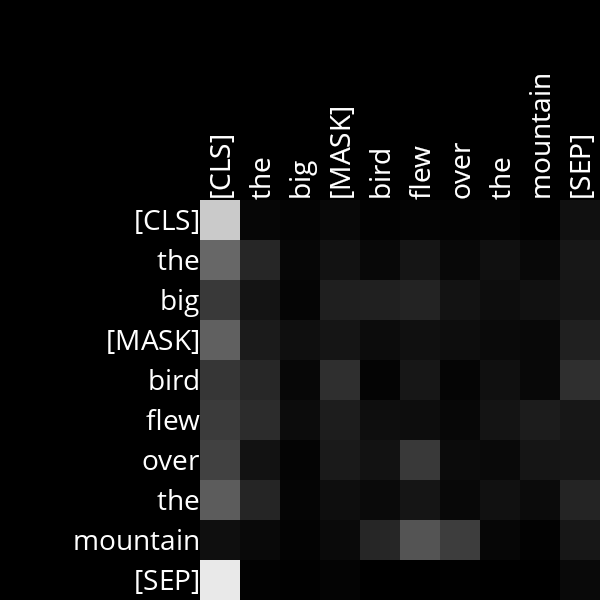 [CLS] the big [MASK] bird flew over the mountain [SEP]
[CLS]
the
big
[MASK]
bird
flew
over
the
mountain
[SEP]